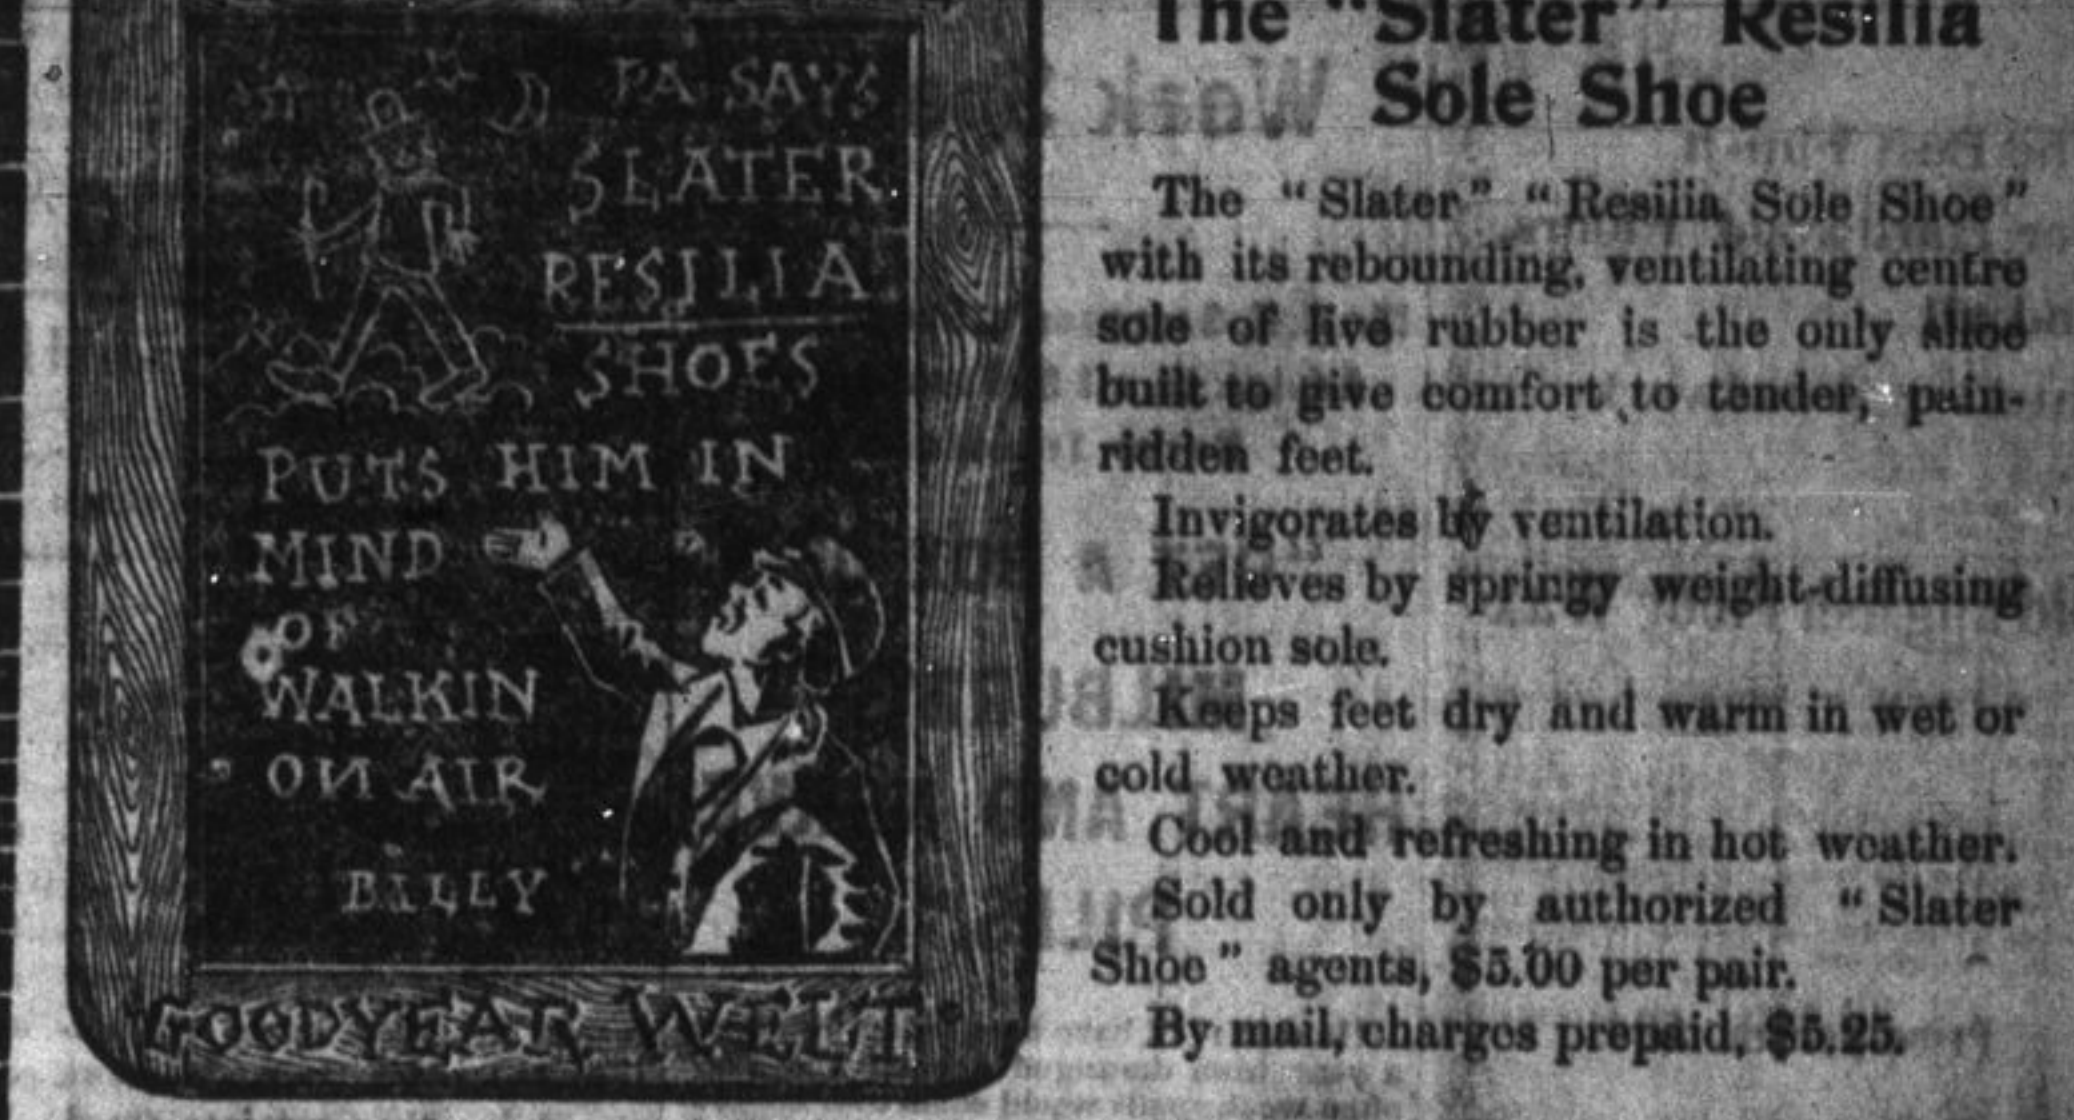 PA SAYS
SLATER
RESILIA
SHOES
PUTS HIM IN
MIND
OF
WALKIN
ON AIR
BILLY
GOODYEAR WELT
The "Slater" Resilia
Sole Shoe
The "Slater" "Resilia Sole Shoe"
with its rebounding, ventilating centre
sole of live rubber is the only shoe
built to give comfort to tender, pain-
ridden feet.
Invigorates by ventilation.
Relieves by springy weight-diffusing
cushion sole.
Keeps feet dry and warm in wet or
cold weather.
Cool and refreshing in hot weather.
Sold only by authorized "Slater
Shoe" agents, $5.00 per pair.
By mail, charges prepaid, $5.25.